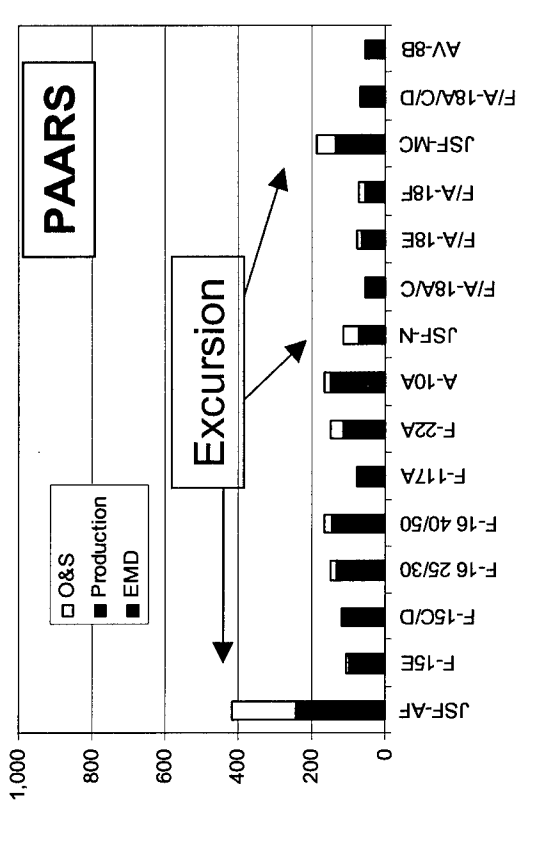 PAARS
Excursion
O&S
Production
EMD
1,000
800
600
400
200
0
JSF-AF
F-15E
F-15C/D
F-16 25/30
F-16 40/50
F-117A
F-22A
A-10A
JSF-N
F/A-18A/C
F/A-18E
F/A-18F
JSF-MC
F/A-18A/C/D
AV-8B